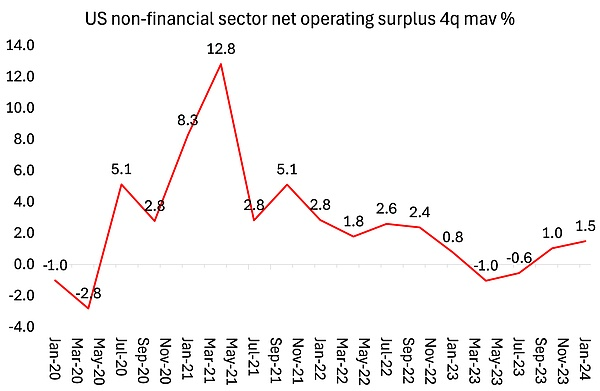 US non-financial sector net operating surplus 4q mav %
14.0
12.0
10.0
8.0
6.0
4.0
2.0
0.0
-2.0
-4.0
-1.0
-2.8
5.1
2.8
8.3
12.8
2.8
5.1
2.8
1.8
2.6
2.4
0.8
-1.0
-0.6
1.0
1.5
Jan-20
Mar-20
May-20
Jul-20
Sep-20
Nov-20
Jan-21
Mar-21
May-21
Jul-21
Sep-21
Nov-21
Jan-22
Mar-22
May-22
Jul-22
Sep-22
Nov-22
Jan-23
Mar-23
May-23
Jul-23
Sep-23
Nov-23
Jan-24